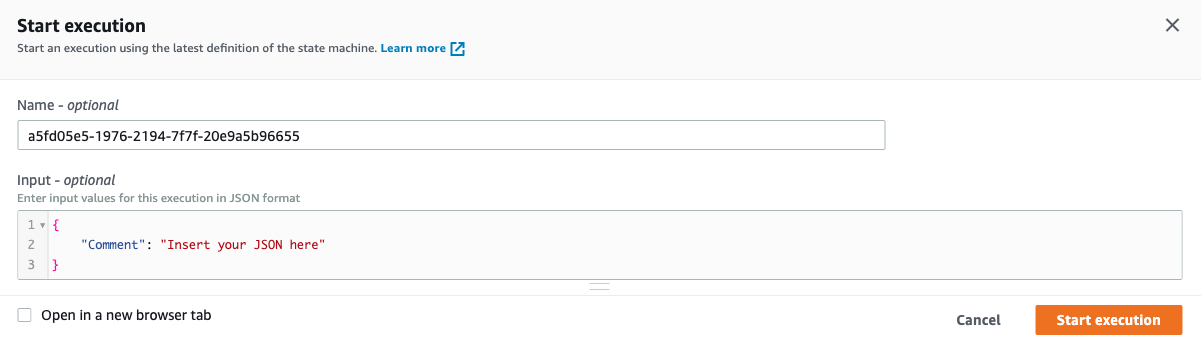 Start execution
Start an execution using the latest definition of the state machine. Learn more
Name - optional
a5fd05e5-1976-2194-7f7f-20e9a5b96655
Input - optional
Enter input values for this execution in JSON format
1 {
2 "Comment": "Insert your JSON here"
3 }
Open in a new browser tab
Cancel
Start execution